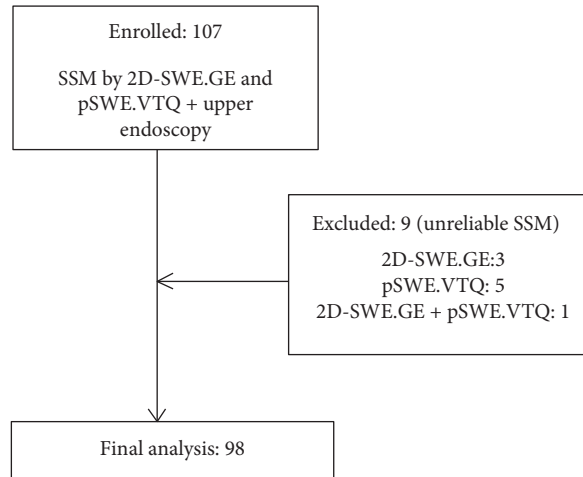 Enrolled: 107
SSM by 2D-SWE.GE and
pSWE.VTQ + upper
endoscopy
Excluded: 9 (unreliable SSM)
2D-SWE.GE:3
pSWE.VTQ: 5
2D-SWE.GE + pSWE.VTQ: 1
Final analysis: 98